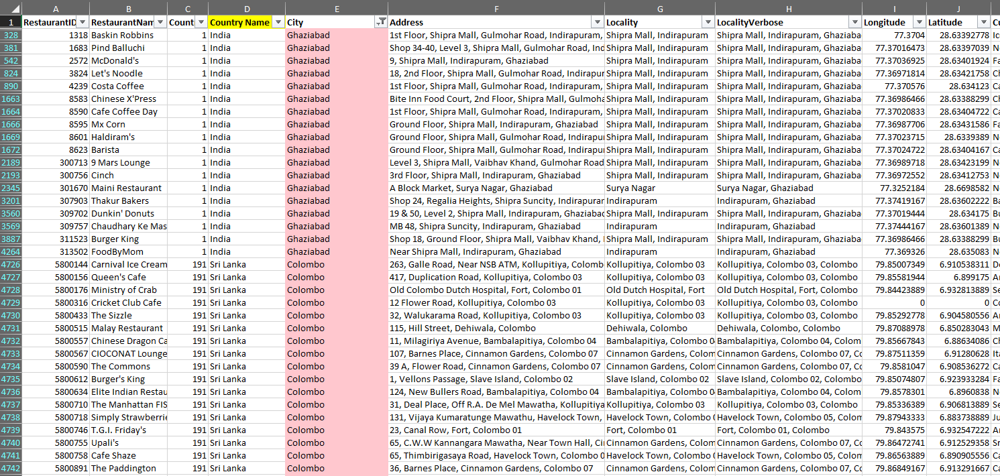 A B C D E F G H I J
1 RestaurantID RestaurantNam Count Country Name City Address Locality LocalityVerbose Longitude Latitude Cu
328 1318 Baskin Robbins 1 India Ghaziabad 1st Floor, Shipra Mall, Gulmohar Road, Indirapuram, Shipra Mall, Indirapuram Shipra Mall, Indirapuram, Ghaziaba 77.3704 28.63392778 Ic
381 1683 Pind Balluchi 1 India Ghaziabad Shop 34-40, Level 3, Shipra Mall, Gulmohar Road, Ind Shipra Mall, Indirapuram Shipra Mall, Indirapuram, Ghaziaba 77.37016473 28.63397039 No
542 2572 McDonald's 1 India Ghaziabad 9, Shipra Mall, Indirapuram, Ghaziabad Shipra Mall, Indirapuram Shipra Mall, Indirapuram, Ghaziaba 77.37036925 28.63401924 Fa
824 3824 Let's Noodle 1 India Ghaziabad 18, 2nd Floor, Shipra Mall, Gulmohar Road, Indirapur Shipra Mall, Indirapuram Shipra Mall, Indirapuram, Ghaziaba 77.36971814 28.63421758 Ch
890 4239 Costa Coffee 1 India Ghaziabad 1st Floor, Shipra Mall, Gulmohar Road, Indirapuram, Shipra Mall, Indirapuram Shipra Mall, Indirapuram, Ghaziaba 77.370576 28.634123 Ca
1663 8583 Chinese X'Press 1 India Ghaziabad Bite Inn Food Court, 2nd Floor, Shipra Mall, Gulmoha Shipra Mall, Indirapuram Shipra Mall, Indirapuram, Ghaziaba 77.36986466 28.63388299 Ch
1664 8590 Cafe Coffee Day 1 India Ghaziabad 1st Floor, Shipra Mall, Gulmohar Road, Indirapuram, Shipra Mall, Indirapuram Shipra Mall, Indirapuram, Ghaziaba 77.37020833 28.63404722 Ca
1666 8595 Mx Corn 1 India Ghaziabad Ground Floor, Shipra Mall, Indirapuram, Ghaziabad Shipra Mall, Indirapuram Shipra Mall, Indirapuram, Ghaziaba 77.36987706 28.63431586 Fa
1669 8601 Haldiram's 1 India Ghaziabad Ground Floor, Shipra Mall, Gulmohar Road, Indirapu Shipra Mall, Indirapuram Shipra Mall, Indirapuram, Ghaziaba 77.37023715 28.6339389 No
1672 8623 Barista 1 India Ghaziabad Ground Floor, Shipra Mall, Gulmohar Road, Indirapu Shipra Mall, Indirapuram Shipra Mall, Indirapuram, Ghaziaba 77.37024722 28.63404167 Ca
2189 300713 9 Mars Lounge 1 India Ghaziabad Level 3, Shipra Mall, Vaibhav Khand, Gulmohar Road Shipra Mall, Indirapuram Shipra Mall, Indirapuram, Ghaziaba 77.36989718 28.63423199 No
2193 300756 Cinch 1 India Ghaziabad 3rd Floor, Shipra Mall, Gulmohar Road, Indirapuram, Shipra Mall, Indirapuram Shipra Mall, Indirapuram, Ghaziaba 77.36972552 28.63412753 No
2345 301670 Maini Restaurant 1 India Ghaziabad A Block Market, Surya Nagar, Ghaziabad Surya Nagar Surya Nagar, Ghaziabad 77.3252184 28.6698582 No
3201 307903 Thakur Bakers 1 India Ghaziabad Shop 24, Regalia Heights, Shipra Suncity, Indirapurar Indirapuram Indirapuram, Ghaziabad 77.37419167 28.63602222 Ba
3560 309702 Dunkin' Donuts 1 India Ghaziabad 19 & 50, Level 2, Shipra Mall, Indirapuram, Ghaziabac Shipra Mall, Indirapuram Shipra Mall, Indirapuram, Ghaziaba 77.37019444 28.634175 Bu
3569 309757 Chaudhary Ke Mas 1 India Ghaziabad MB 48, Shipra Suncity, Indirapuram, Ghaziabad Indirapuram Indirapuram, Ghaziabad 77.37444167 28.63601389 No
3887 311523 Burger King 1 India Ghaziabad Shop 18, Ground Floor, Shipra Mall, Vaibhav Khand, I Shipra Mall, Indirapuram Shipra Mall, Indirapuram, Ghaziaba 77.36986466 28.63388299 Bu
4264 313502 FoodByMom 1 India Ghaziabad Near Shipra Mall, Indirapuram, Ghaziabad Indirapuram Indirapuram, Ghaziabad 77.369326 28.635083 No
4726 5800144 Carnival Ice Cream 191 Sri Lanka Colombo 263, Galle Road, Near NSB ATM, Kollupitiya, Colomb Kollupitiya, Colombo 03 Kollupitiya, Colombo 03, Colombo 79.85007349 6.910538311 De
4727 5800156 Queen's Cafe 191 Sri Lanka Colombo 417, Duplication Road, Kollupitiya, Colombo 03 Kollupitiya, Colombo 03 Kollupitiya, Colombo 03, Colombo 79.85581944 6.899175 An
4728 5800176 Ministry of Crab 191 Sri Lanka Colombo Old Colombo Dutch Hospital, Fort, Colombo 01 Old Dutch Hospital, Fort Old Dutch Hospital, Fort, Colombo 79.84423889 6.932813889 Se
4729 5800316 Cricket Club Cafe 191 Sri Lanka Colombo 12 Flower Road, Kollupitiya, Colombo 03 Kollupitiya, Colombo 03 Kollupitiya, Colombo 03, Colombo 0 0 Co
4730 5800433 The Sizzle 191 Sri Lanka Colombo 32, Walukarama Road, Kollupitiya, Colombo 03 Kollupitiya, Colombo 03 Kollupitiya, Colombo 03, Colombo 79.85292778 6.904580556 An
4731 5800515 Malay Restaurant 191 Sri Lanka Colombo 115, Hill Street, Dehiwala, Colombo Dehiwala, Colombo Dehiwala, Colombo, Colombo 79.87088978 6.850283043 M
4732 5800557 Chinese Dragon Ca 191 Sri Lanka Colombo 11, Milagiriya Avenue, Bambalapitiya, Colombo 04 Bambalapitiya, Colombo 04 Bambalapitiya, Colombo 04, Colom 79.85667843 6.88634086 Ch
4733 5800567 CIOCONAT Lounge 191 Sri Lanka Colombo 107, Barnes Place, Cinnamon Gardens, Colombo 07 Cinnamon Gardens, Colom Cinnamon Gardens, Colombo 07, Co 79.87511359 6.91280628 Ita
4734 5800590 The Commons 191 Sri Lanka Colombo 39 A, Flower Road, Cinnamon Gardens, Colombo 07 Cinnamon Gardens, Colom Cinnamon Gardens, Colombo 07, Co 79.8581047 6.908536272 Ca
4735 5800612 Burger's King 191 Sri Lanka Colombo 1, Vellons Passage, Slave Island, Colombo 02 Slave Island, Colombo 02 Slave Island, Colombo 02, Colombo 79.85074807 6.923933284 Fa
4736 5800634 Elite Indian Restau 191 Sri Lanka Colombo 124, New Bullers Road, Bambalapitiya, Colombo 04 Bambalapitiya, Colombo 04 Bambalapitiya, Colombo 04, Colom 79.8578301 6.8960838 No
4737 5800710 The Manhattan FIS 191 Sri Lanka Colombo 31, Deal Place, Off R.A. De Mel Mawatha, Kollupitiya Kollupitiya, Colombo 03 Kollupitiya, Colombo 03, Colombo 79.85336389 6.906813889 Se
4738 5800718 Simply Strawberrie 191 Sri Lanka Colombo 131, Vijaya Kumaratunge Mawathu, Havelock Town, Havelock Town, Colombo Havelock Town, Colombo 05, Colom 79.87943333 6.883738889 Ju
4739 5800746 T.G.I. Friday's 191 Sri Lanka Colombo 23, Canal Row, Fort, Colombo 01 Fort, Colombo 01 Fort, Colombo 01, Colombo 79.843575 6.932547222 An
4740 5800755 Upali's 191 Sri Lanka Colombo 65, C.W.W Kannangara Mawatha, Near Town Hall, Ci Cinnamon Gardens, Colom Cinnamon Gardens, Colombo 07, Co 79.86472741 6.912529358 Sr
4741 5800758 Cafe Shaze 191 Sri Lanka Colombo 65, Thimbirigasaya Road, Havelock Town, Colombo 0 Havelock Town, Colombo Havelock Town, Colombo 05, Colom 79.86563889 6.890905556 Ca
4742 5800891 The Paddington 191 Sri Lanka Colombo 36, Barnes Place, Cinnamon Gardens, Colombo 07 Cinnamon Gardens, Colom Cinnamon Gardens, Colombo 07, Co 79.86849167 6.913291667 Ca